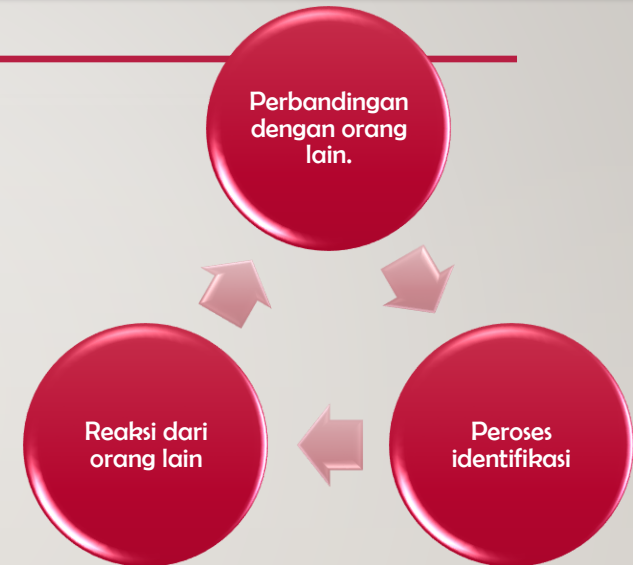 Perbandingan
dengan orang
lain.
Peroses
identifikasi
Reaksi dari
orang lain